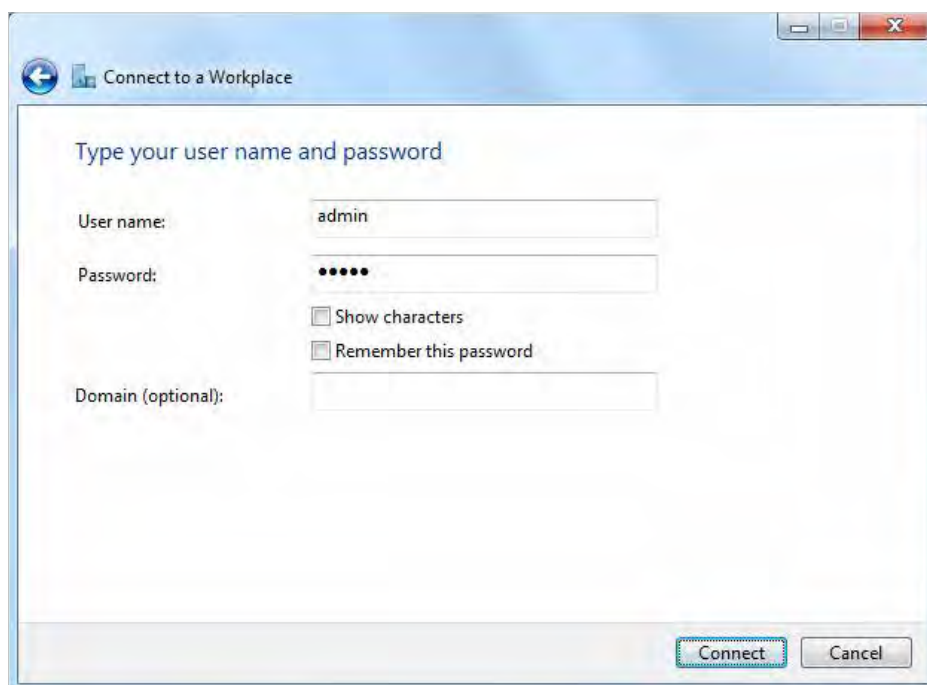 Connect to a Workplace
Type your user name and password
User name:
admin
Password:
•••••
Show characters
Remember this password
Domain (optional):
Connect
Cancel